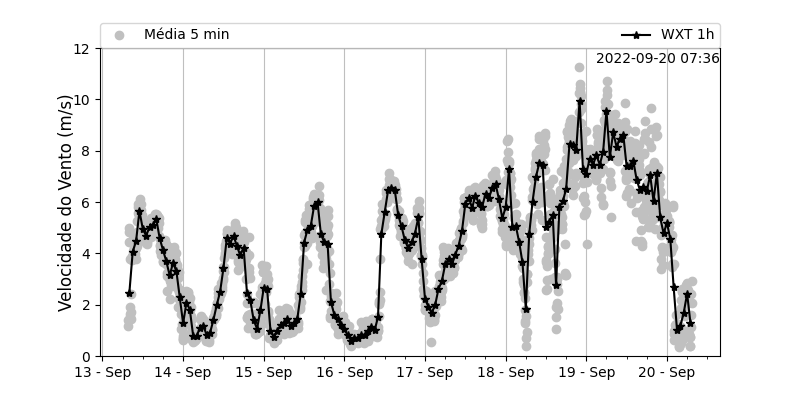 Média 5 min WXT 1h
2022-09-20 07:36
Velocidade do Vento (m/s)
12
10
8
6
4
2
0
13 - Sep 14 - Sep 15 - Sep 16 - Sep 17 - Sep 18 - Sep 19 - Sep 20 - Sep